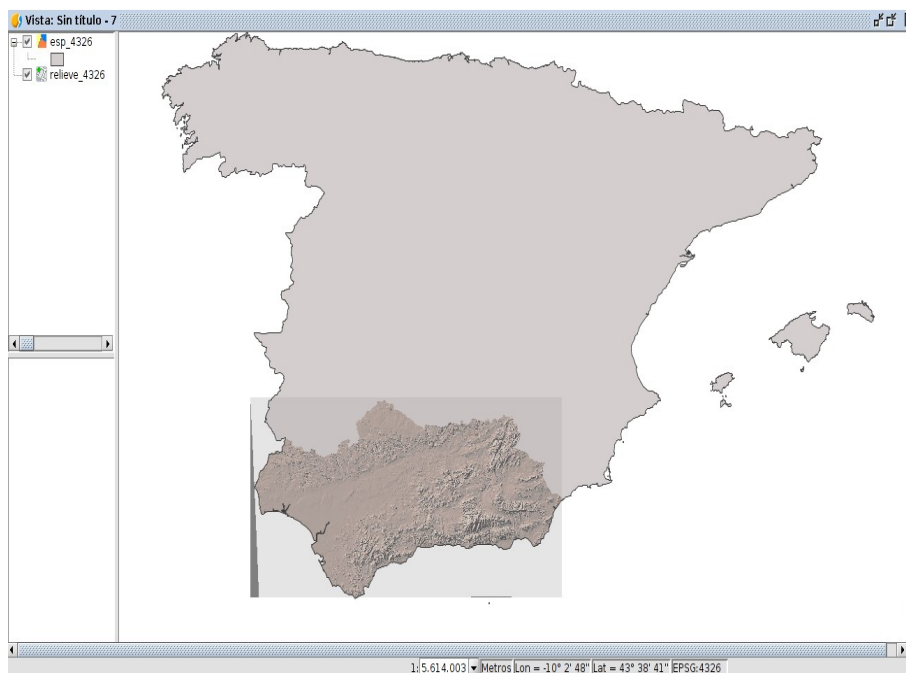 Vista: Sin título - 7
esp_4326
relieve_4326
1: 5.614.003 Metros Lon = -10° 2' 48" Lat = 43° 38' 41" EPSG:4326